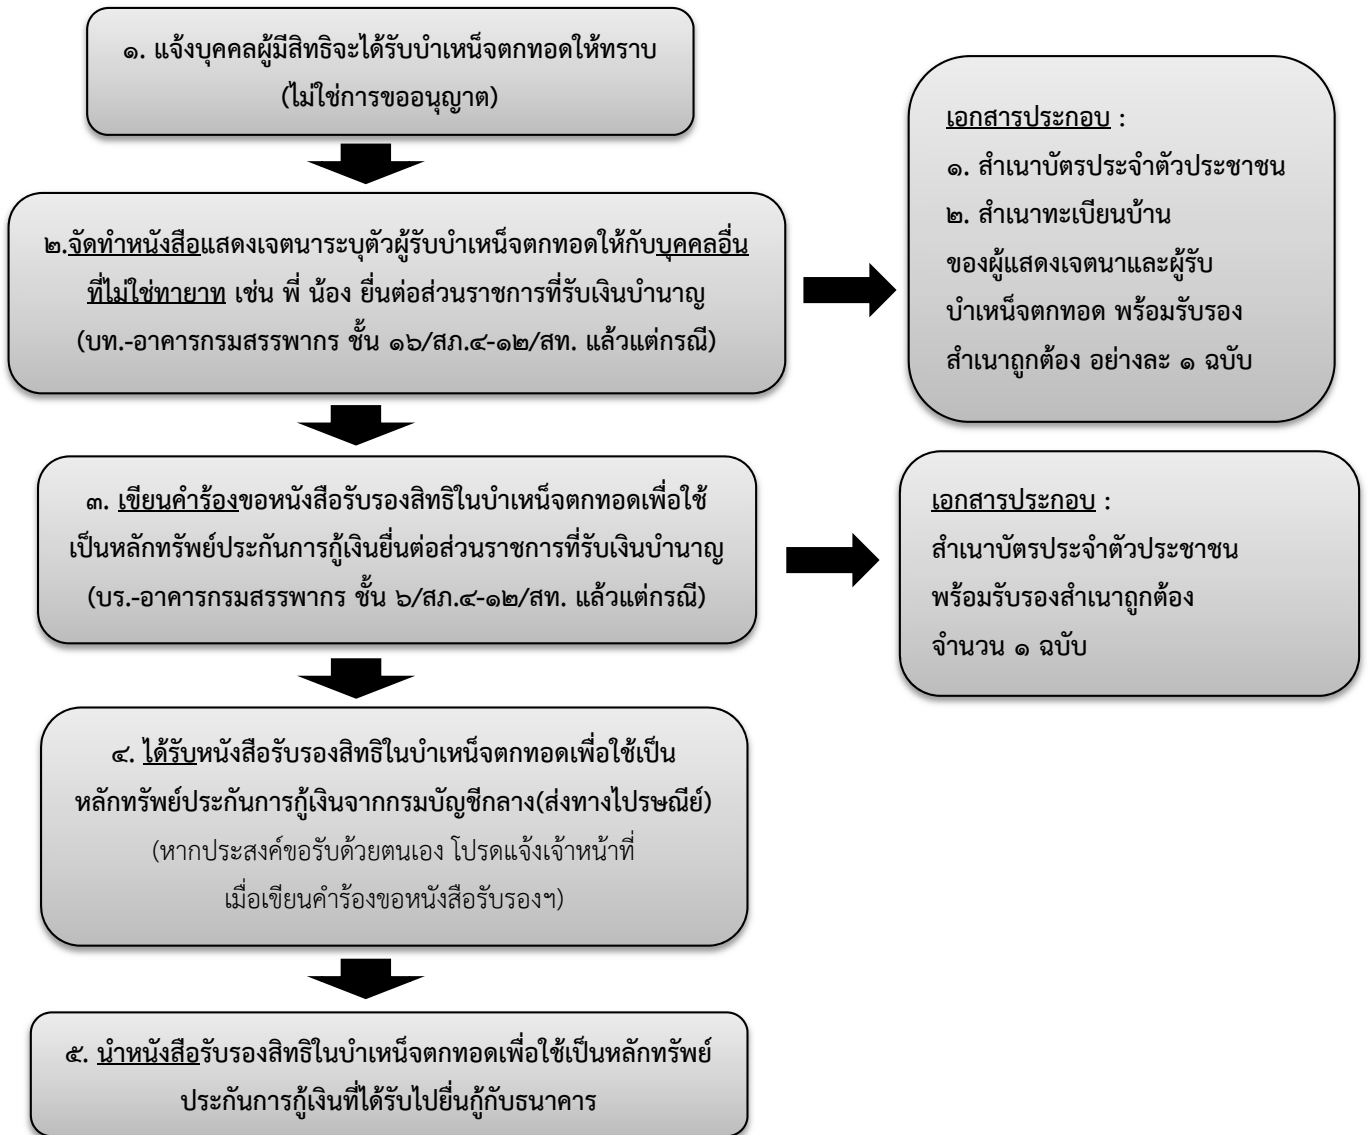 ๑. แจ้งบุคคลผู้มีสิทธิจะได้รับบำเหน็จตกทอดให้ทราบ
(ไม่ใช่การขออนุญาต)
๒.จัดทำหนังสือแสดงเจตนาระบุตัวผู้รับบำเหน็จตกทอดให้กับบุคคลอื่น
ที่ไม่ใช่ทายาท เช่น พี่ น้อง ยื่นต่อส่วนราชการที่รับเงินบำนาญ
(บท.-อาคารกรมสรรพากร ชั้น ๑๖/สภ.๔-๑๒/สท. แล้วแต่กรณี)
เอกสารประกอบ :
๑. สำเนาบัตรประจำตัวประชาชน
๒. สำเนาทะเบียนบ้าน
ของผู้แสดงเจตนาและผู้รับ
บำเหน็จตกทอด พร้อมรับรอง
สำเนาถูกต้อง อย่างละ ๑ ฉบับ
๓. เขียนคำร้องขอหนังสือรับรองสิทธิในบำเหน็จตกทอดเพื่อใช้
เป็นหลักทรัพย์ประกันการกู้เงินยื่นต่อส่วนราชการที่รับเงินบำนาญ
(บร.-อาคารกรมสรรพากร ชั้น ๖/สภ.๔-๑๒/สท. แล้วแต่กรณี)
เอกสารประกอบ :
สำเนาบัตรประจำตัวประชาชน
พร้อมรับรองสำเนาถูกต้อง
จำนวน ๑ ฉบับ
๔. ได้รับหนังสือรับรองสิทธิในบำเหน็จตกทอดเพื่อใช้เป็น
หลักทรัพย์ประกันการกู้เงินจากกรมบัญชีกลาง(ส่งทางไปรษณีย์)
(หากประสงค์ขอรับด้วยตนเอง โปรดแจ้งเจ้าหน้าที่
เมื่อเขียนคำร้องขอหนังสือรับรองฯ)
๕. นำหนังสือรับรองสิทธิในบำเหน็จตกทอดเพื่อใช้เป็นหลักทรัพย์
ประกันการกู้เงินที่ได้รับไปยื่นกู้กับธนาคาร